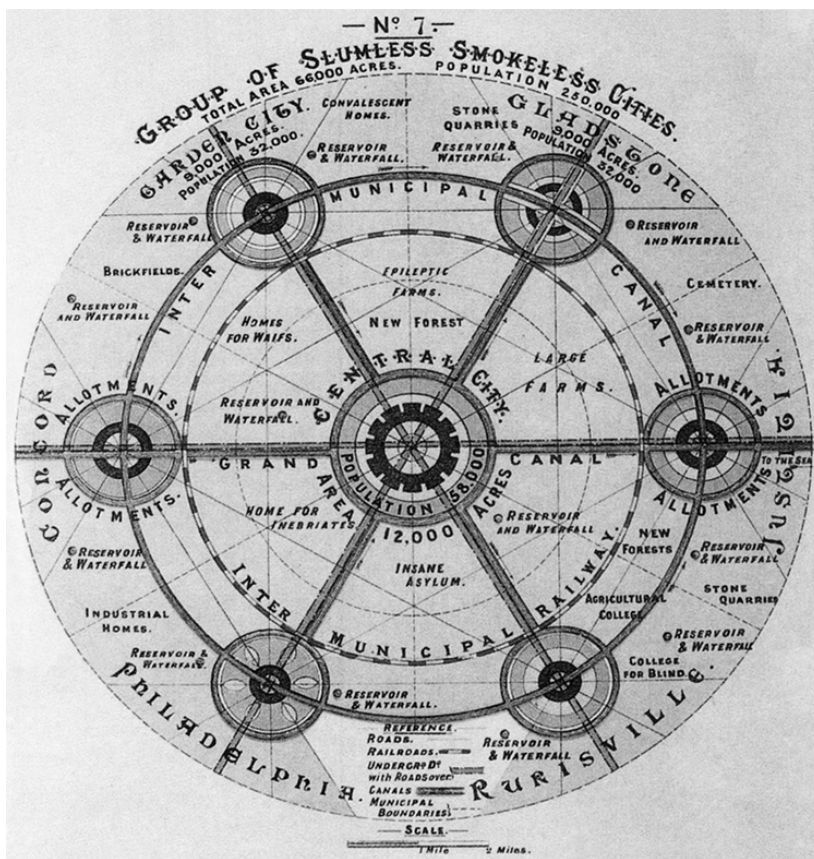 — Nº 7. —
GROUP OF SLUMLESS SMOKELESS CITIES.
TOTAL AREA 66,000 ACRES. POPULATION 250,000
GARDEN CITY.
9,000 ACRES.
POPULATION 32,000.
CONVALESCENT
HOMES.
STONE
QUARRIES
GLADSTONE
9,000 ACRES
POPULATION
32,000
RESERVOIR
& WATERFALL.
RESERVOIR &
WATERFALL.
INTER MUNICIPAL CANAL
RESERVOIR
& WATERFALL
RESERVOIR
AND WATERFALL
BRICKFIELDS.
EPILEPTIC
FARMS.
CEMETERY.
RESERVOIR
AND WATERFALL
HOMES
FOR WAIFS.
NEW FOREST
RESERVOIR
& WATERFALL
LARGE
FARMS.
CONCORD
ALLOTMENTS.
RESERVOIR AND
WATERFALL.
CENTRAL CITY.
ALLOTMENTS
JUSTITIA
GRAND CANAL
TO THE SEA
ALLOTMENTS.
AREA 12,000 ACRES
POPULATION 58,000
ALLOTMENTS
HOME FOR
INEBRIATES
RESERVOIR
AND WATERFALL
NEW
FORESTS
RESERVOIR
& WATERFALL
RESERVOIR
& WATERFALL
INSANE
ASYLUM.
STONE
QUARRIES
INDUSTRIAL
HOMES.
INTER MUNICIPAL RAILWAY.
AGRICULTURAL
COLLEGE
RESERVOIR
& WATERFALL
RESERVOIR &
WATERFALL
COLLEGE
FOR BLIND.
RESERVOIR
& WATERFALL.
PHILADELPHIA.
RURISVILLE.
REFERENCE.
ROADS.
RAILROADS.
UNDERGRD Dº
with ROADS over
CANALS
MUNICIPAL
BOUNDARIES
RESERVOIR
& WATERFALL
— SCALE. —
1 Mile 2 Miles.